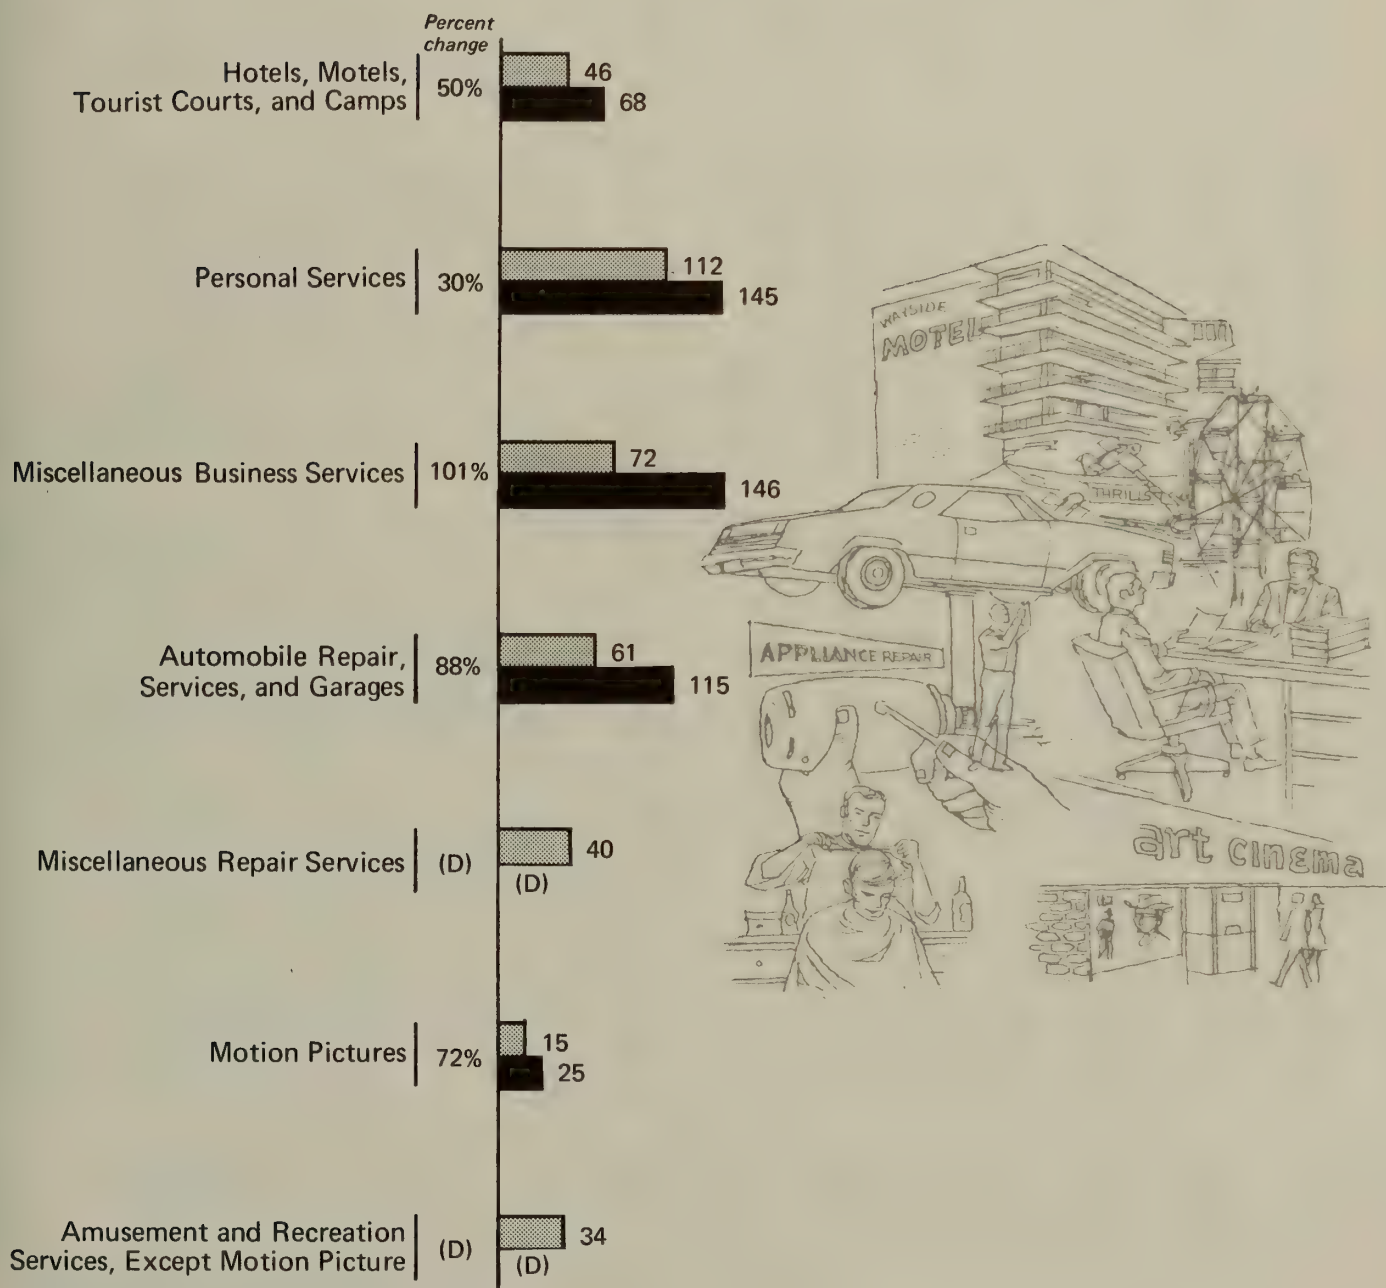 Percent
change
Hotels, Motels,
Tourist Courts, and Camps
50%
46
68
Personal Services
30%
112
145
Miscellaneous Business Services
101%
72
146
Automobile Repair,
Services, and Garages
88%
61
115
Miscellaneous Repair Services
(D)
40
(D)
Motion Pictures
72%
15
25
Amusement and Recreation
Services, Except Motion Picture
(D)
34
(D)
WAYSIDE
MOTEL
THRILLS
APPLIANCE REPAIR
art cinema